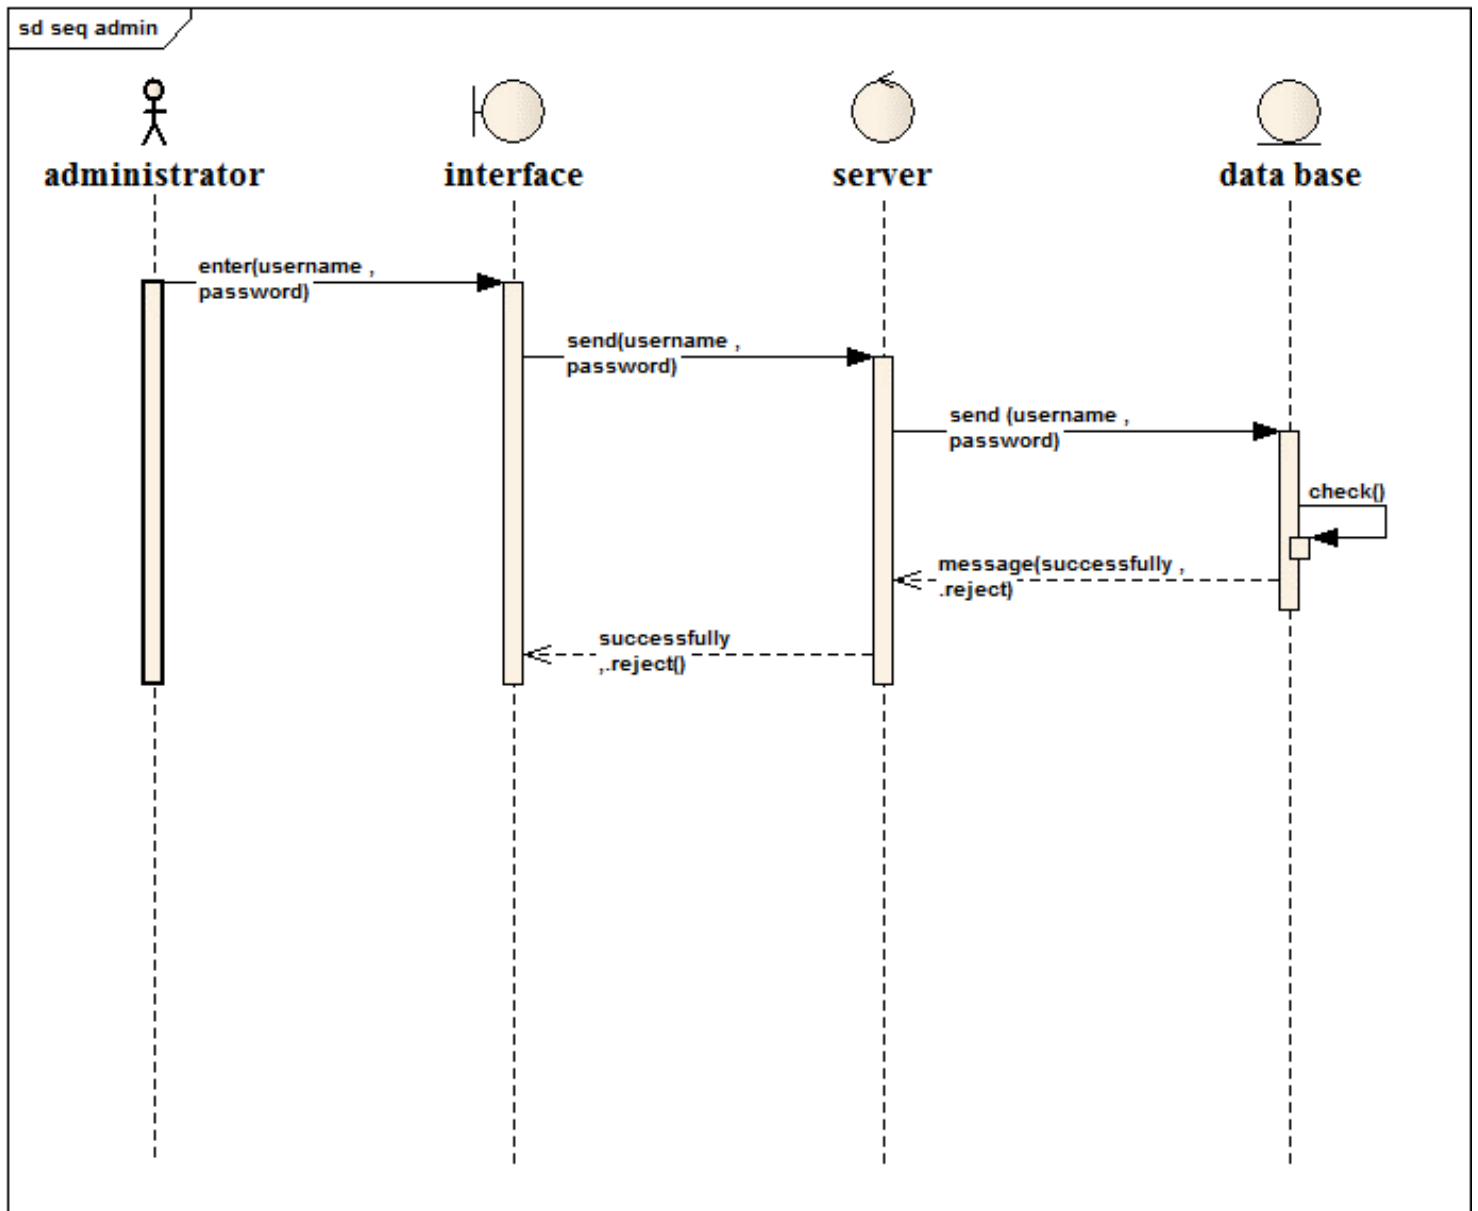 sd seq admin
administrator
interface
server
data base
enter(username ,
password)
send(username ,
password)
send (username ,
password)
check()
message(successfully ,
.reject)
successfully
,.reject()